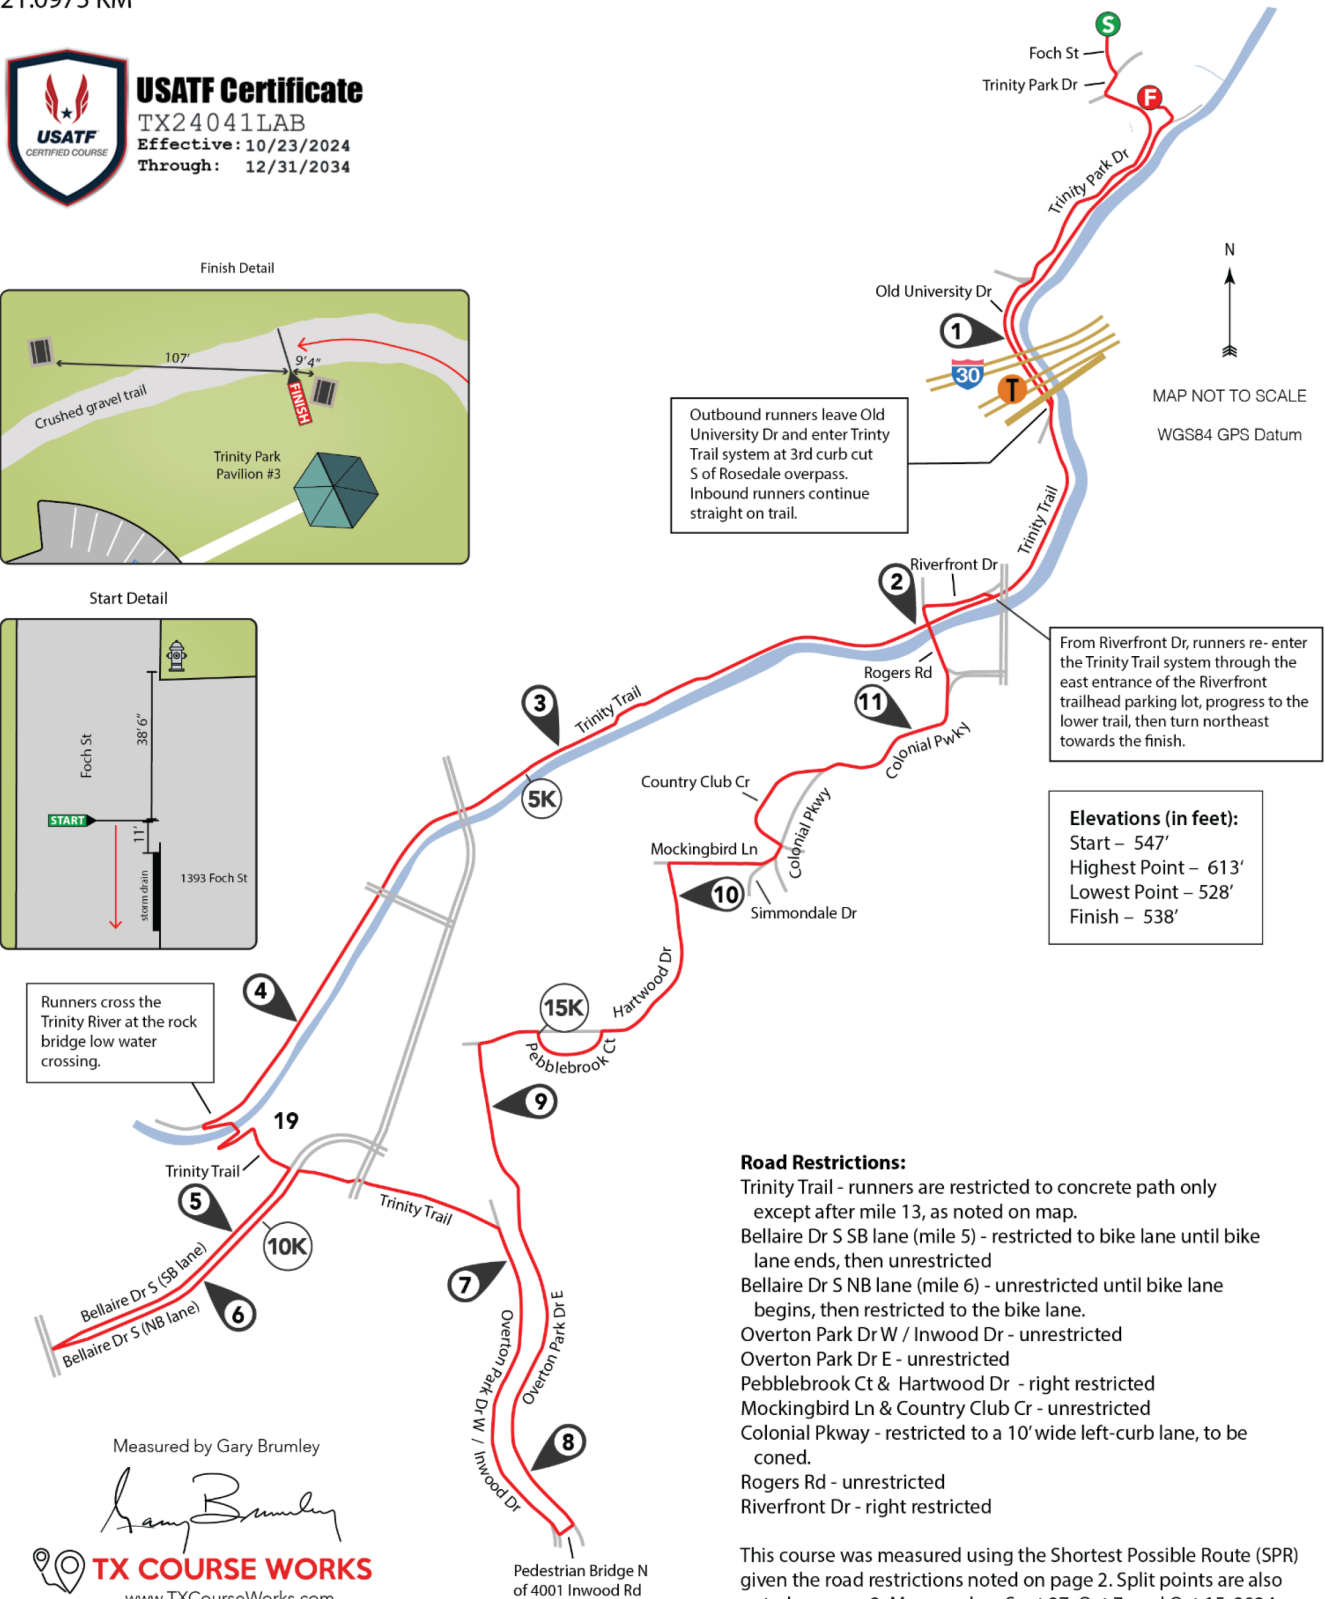 21.0975 KM
USATF
CERTIFIED COURSE
USATF Certificate
TX24041LAB
Effective: 10/23/2024
Through: 12/31/2034
Finish Detail
107'
9'4"
FINISH
Crushed gravel trail
Trinity Park
Pavilion #3
Start Detail
38' 6"
Foch St
START
11'
storm drain
1393 Foch St
S
Foch St
Trinity Park Dr
F
Trinity Park Dr
N
Old University Dr
1
30
T
MAP NOT TO SCALE
WGS84 GPS Datum
Outbound runners leave Old
University Dr and enter Trinty
Trail system at 3rd curb cut
S of Rosedale overpass.
Inbound runners continue
straight on trail.
Trinity Trail
Riverfront Dr
2
From Riverfront Dr, runners re- enter
the Trinity Trail system through the
east entrance of the Riverfront
trailhead parking lot, progress to the
lower trail, then turn northeast
towards the finish.
Rogers Rd
11
3
Trinity Trail
Colonial Pwky
5K
Country Club Cr
Colonial Pkwy
Mockingbird Ln
10
Simmondale Dr
Elevations (in feet):
Start – 547'
Highest Point – 613'
Lowest Point – 528'
Finish – 538'
4
Hartwood Dr
15K
Pebblebrook Ct
Runners cross the
Trinity River at the rock
bridge low water
crossing.
9
19
Trinity Trail
5
Trinity Trail
10K
7
6
Bellaire Dr S (SB lane)
Bellaire Dr S (NB lane)
Overton Park Dr W / Inwood Dr
Overton Park Dr E
8
Pedestrian Bridge N
of 4001 Inwood Rd
Road Restrictions:
Trinity Trail - runners are restricted to concrete path only
except after mile 13, as noted on map.
Bellaire Dr S SB lane (mile 5) - restricted to bike lane until bike
lane ends, then unrestricted
Bellaire Dr S NB lane (mile 6) - unrestricted until bike lane
begins, then restricted to the bike lane.
Overton Park Dr W / Inwood Dr - unrestricted
Overton Park Dr E - unrestricted
Pebblebrook Ct & Hartwood Dr - right restricted
Mockingbird Ln & Country Club Cr - unrestricted
Colonial Pkway - restricted to a 10' wide left-curb lane, to be
coned.
Rogers Rd - unrestricted
Riverfront Dr - right restricted
This course was measured using the Shortest Possible Route (SPR)
given the road restrictions noted on page 2. Split points are also
Measured by Gary Brumley
Gary Brumley
TX COURSE WORKS
www.TXCourseWorks.com